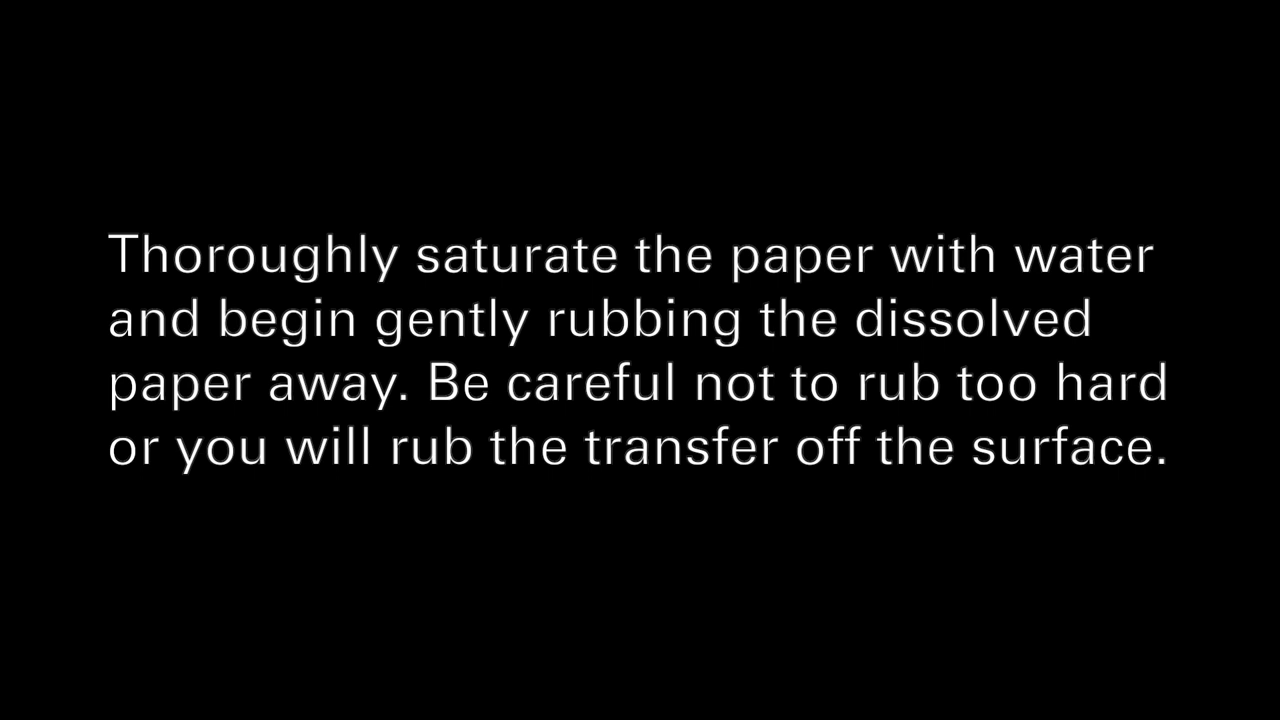 Thoroughly saturate the paper with water
and begin gently rubbing the dissolved
paper away. Be careful not to rub too hard
or you will rub the transfer off the surface.